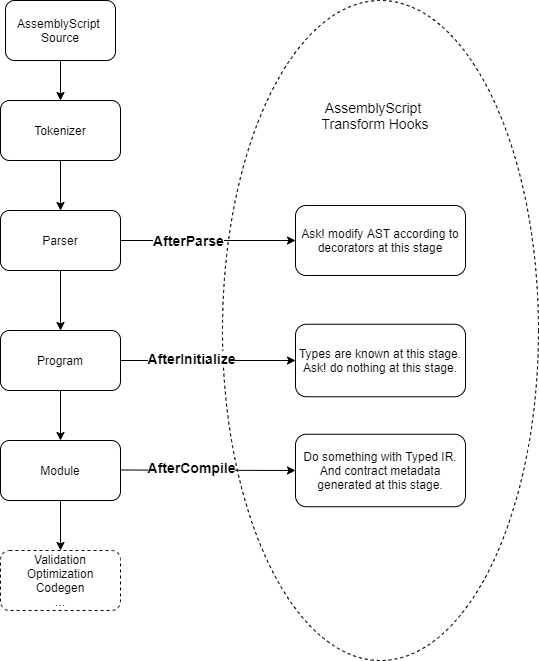 AssemblyScript
Source
Tokenizer
Parser
Program
Module
Validation
Optimization
Codegen
...
AfterParse
AfterInitialize
AfterCompile
AssemblyScript
Transform Hooks
Ask! modify AST according to
decorators at this stage
Types are known at this stage.
Ask! do nothing at this stage.
Do something with Typed IR.
And contract metadata
generated at this stage.